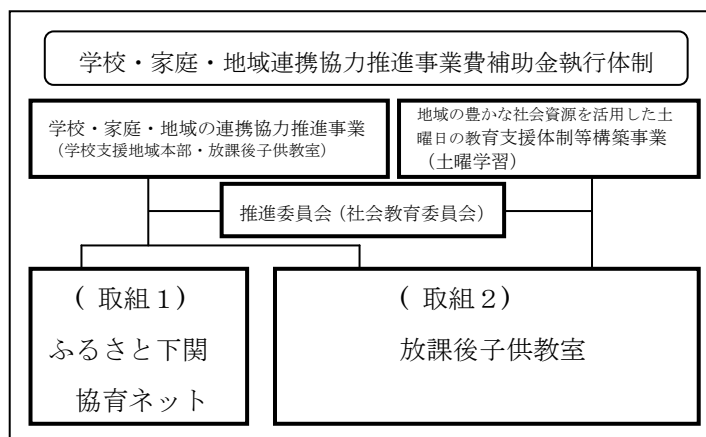 学校・家庭・地域連携協力推進事業費補助金執行体制
学校・家庭・地域の連携協力推進事業
（学校支援地域本部・放課後子供教室）
地域の豊かな社会資源を活用した土
曜日の教育支援体制等構築事業
（土曜学習）
推進委員会（社会教育委員会）
( 取組１)
ふるさと下関
協育ネット
( 取組２)
放課後子供教室